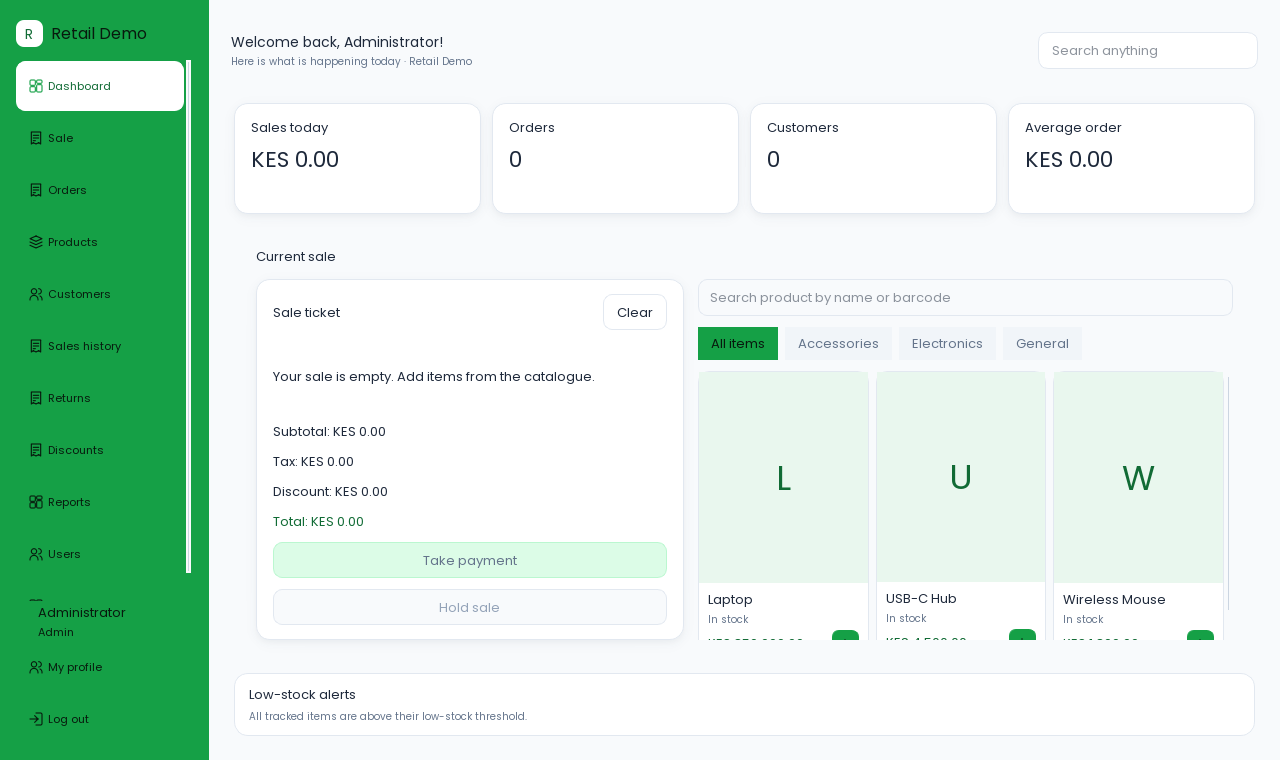 R Retail Demo
Dashboard
Sale
Orders
Products
Customers
Sales history
Returns
Discounts
Reports
Users
Administrator
Admin
My profile
Log out
Welcome back, Administrator!
Here is what is happening today · Retail Demo
Search anything
Sales today
KES 0.00
Orders
0
Customers
0
Average order
KES 0.00
Current sale
Sale ticket
Clear
Your sale is empty. Add items from the catalogue.
Subtotal: KES 0.00
Tax: KES 0.00
Discount: KES 0.00
Total: KES 0.00
Take payment
Hold sale
Search product by name or barcode
All items
Accessories
Electronics
General
L
Laptop
In stock
U
USB-C Hub
In stock
W
Wireless Mouse
In stock
Low-stock alerts
All tracked items are above their low-stock threshold.